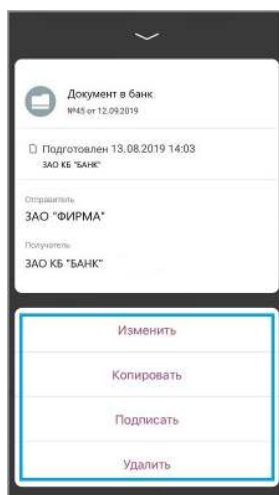 Документ в банк
№45 от 12.09.2019
Подготовлен 13.08.2019 14:03
ЗАО КБ "БАНК"
Отправитель
ЗАО "ФИРМА"
Получатель
ЗАО КБ "БАНК"
Изменить
Копировать
Подписать
Удалить